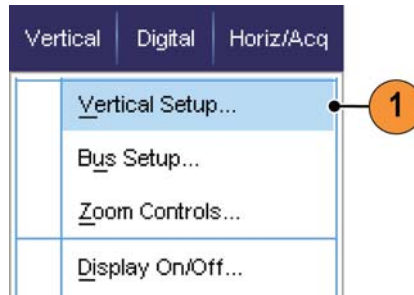 Vertical Digital Horiz/Acq
Vertical Setup...
1
Bus Setup...
Zoom Controls...
Display On/Off...